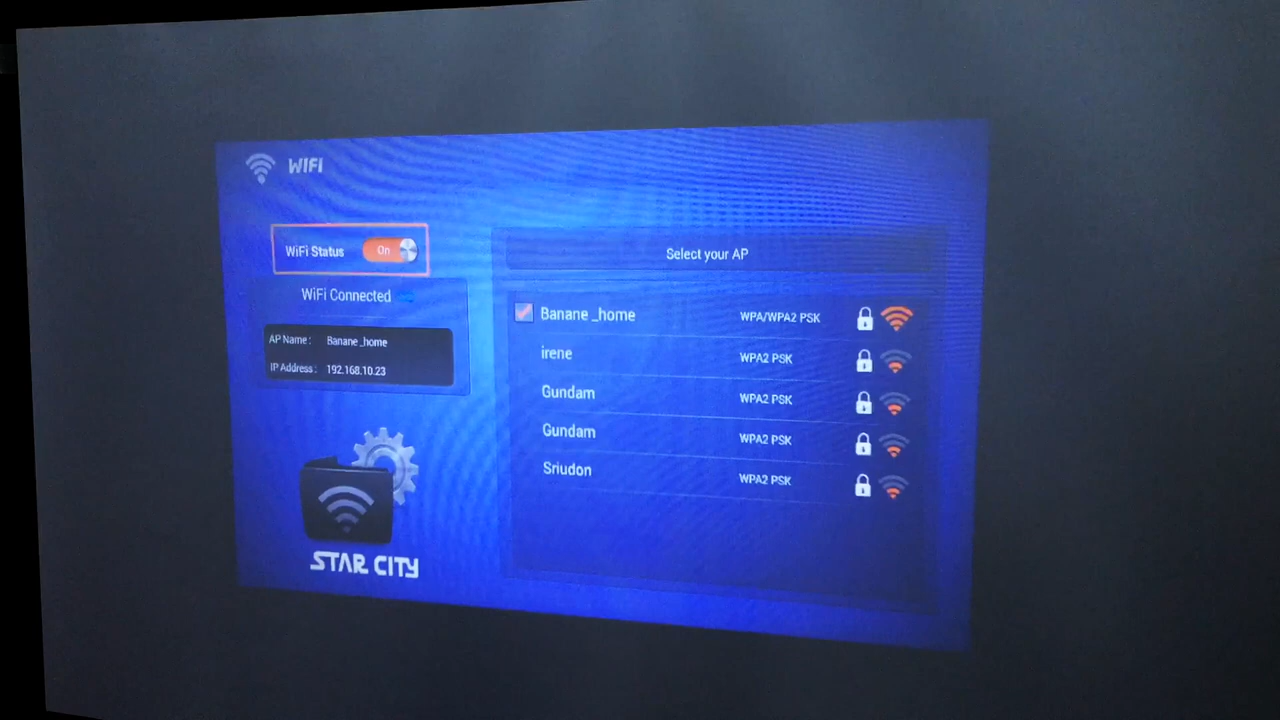 WIFI
WiFi Status On
WiFi Connected
AP Name : Banane _home
IP Address : 192.168.10.23
STAR CITY
Select your AP
Banane _home WPA/WPA2 PSK
irene WPA2 PSK
Gundam WPA2 PSK
Gundam WPA2 PSK
Sriudon WPA2 PSK